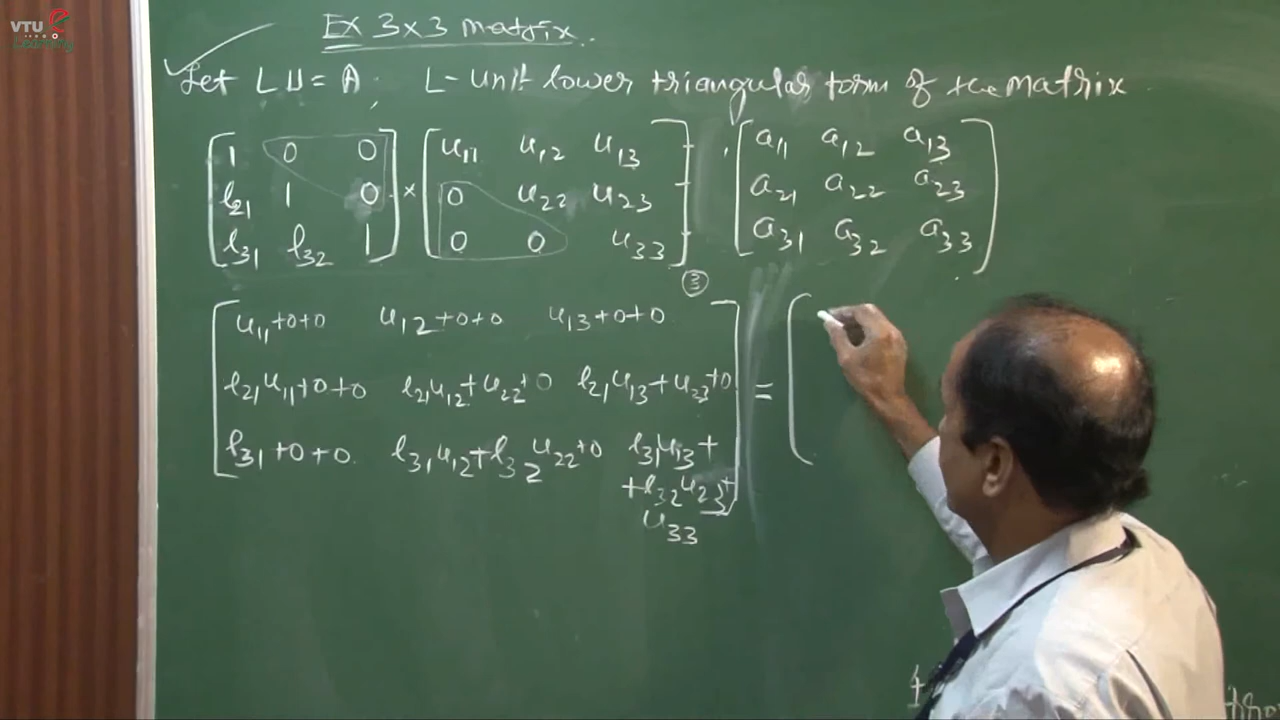 VTU e
Learning
Ex 3x3 matrix.
Let LU = A, L - unit lower triangular form of the matrix
[1 0 0] × [u11 u12 u13] [a11 a12 a13]
[l21 1 0] [0 u22 u23] [a21 a22 a23]
[l31 l32 1] [0 0 u33] [a31 a32 a33]
3
[u11+0+0 u12+0+0 u13+0+0]
[l21u11+0+0 l21u12+u22+0 l21u13+u23+0] = [
[l31+0+0 l31u12+l32u22+0 l31u13+
+l32u23+
u33